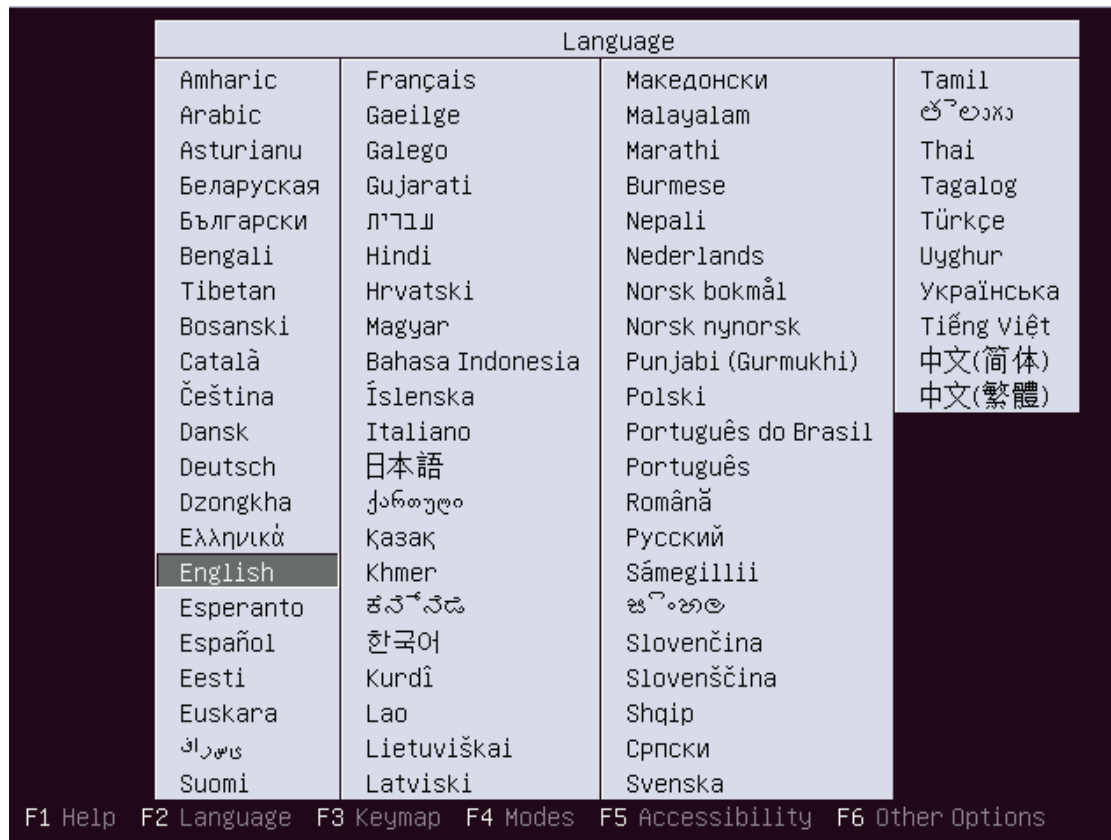 Language
Amharic
Arabic
Asturianu
Беларуская
Български
Bengali
Tibetan
Bosanski
Català
Čeština
Dansk
Deutsch
Dzongkha
Ελληνικά
English
Esperanto
Español
Eesti
Euskara
فارسی
Suomi
Français
Gaeilge
Galego
Gujarati
עברית
Hindi
Hrvatski
Magyar
Bahasa Indonesia
Íslenska
Italiano
日本語
ქართული
Қазақ
Khmer
ಕನ್ನಡ
한국어
Kurdî
Lao
Lietuviškai
Latviski
Македонски
Malayalam
Marathi
Burmese
Nepali
Nederlands
Norsk bokmål
Norsk nynorsk
Punjabi (Gurmukhi)
Polski
Português do Brasil
Português
Română
Русский
Sámegillii
සිංහල
Slovenčina
Slovenščina
Shqip
Српски
Svenska
Tamil
తెలుగు
Thai
Tagalog
Türkçe
Uyghur
Українська
Tiếng Việt
中文(简体)
中文(繁體)
F1 Help F2 Language F3 Keymap F4 Modes F5 Accessibility F6 Other Options